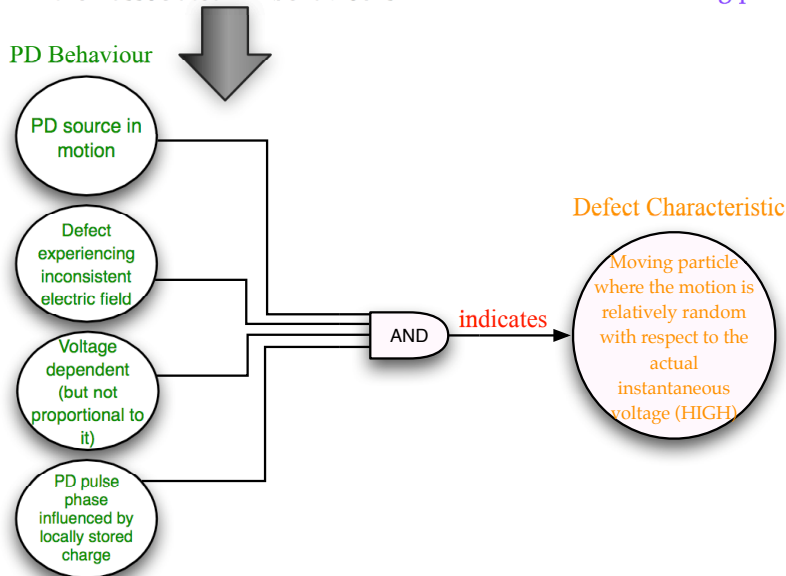 PD Behaviour
PD source in
motion
Defect
experiencing
inconsistent
electric field
Voltage
dependent
(but not
proportional to
it)
PD pulse
phase
influenced by
locally stored
charge
AND
indicates
Defect Characteristic
Moving particle
where the motion is
relatively random
with respect to the
actual
instantaneous
voltage (HIGH)